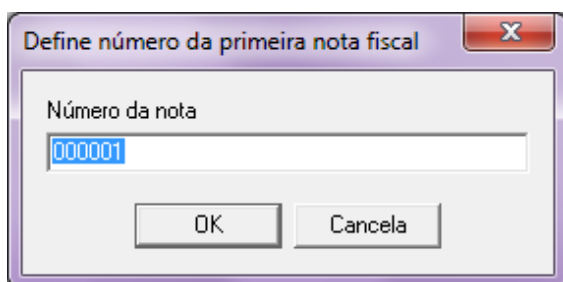 Define número da primeira nota fiscal
Número da nota
000001
OK Cancela